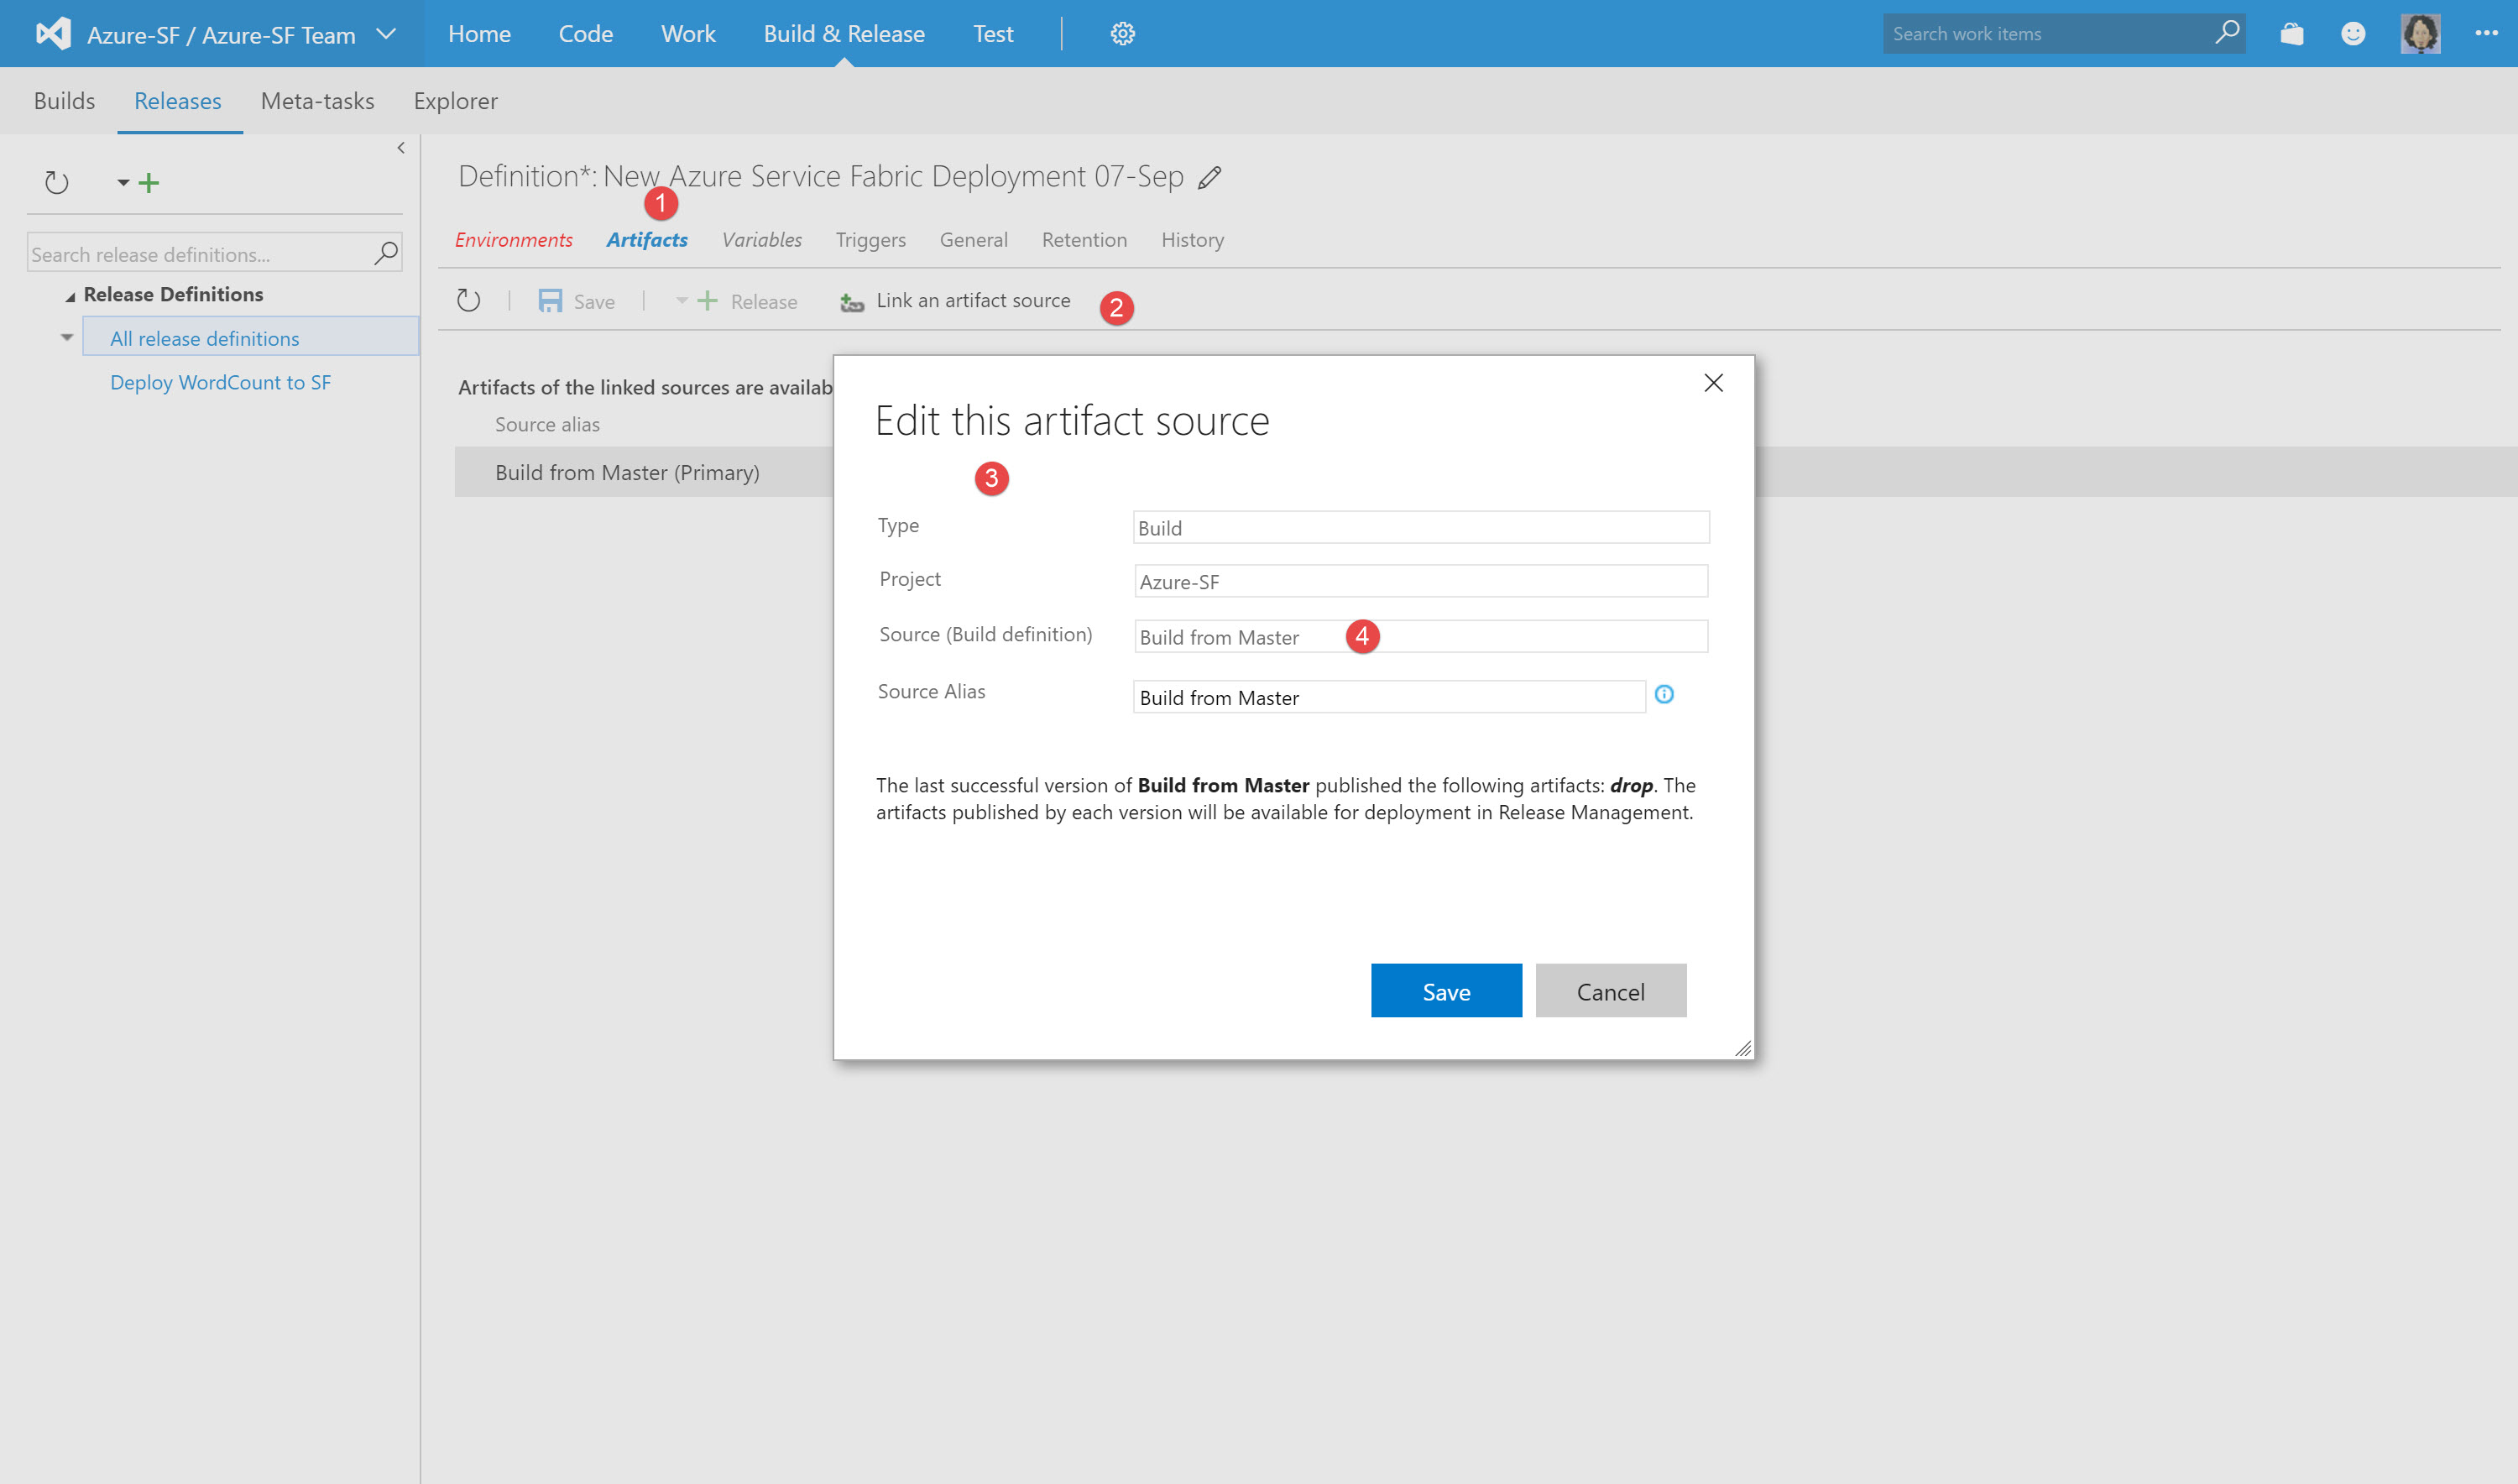 Azure-SF / Azure-SF Team
Home Code Work Build & Release Test
Search work items
Builds Releases Meta-tasks Explorer
Definition*: New Azure Service Fabric Deployment 07-Sep
1
Environments Artifacts Variables Triggers General Retention History
Search release definitions...
Release Definitions
All release definitions
Deploy WordCount to SF
Save Release Link an artifact source 2
Artifacts of the linked sources are availab
Source alias
Build from Master (Primary)
Edit this artifact source
3
Type Build
Project Azure-SF
Source (Build definition) Build from Master 4
Source Alias Build from Master
The last successful version of Build from Master published the following artifacts: drop. The
artifacts published by each version will be available for deployment in Release Management.
Save Cancel